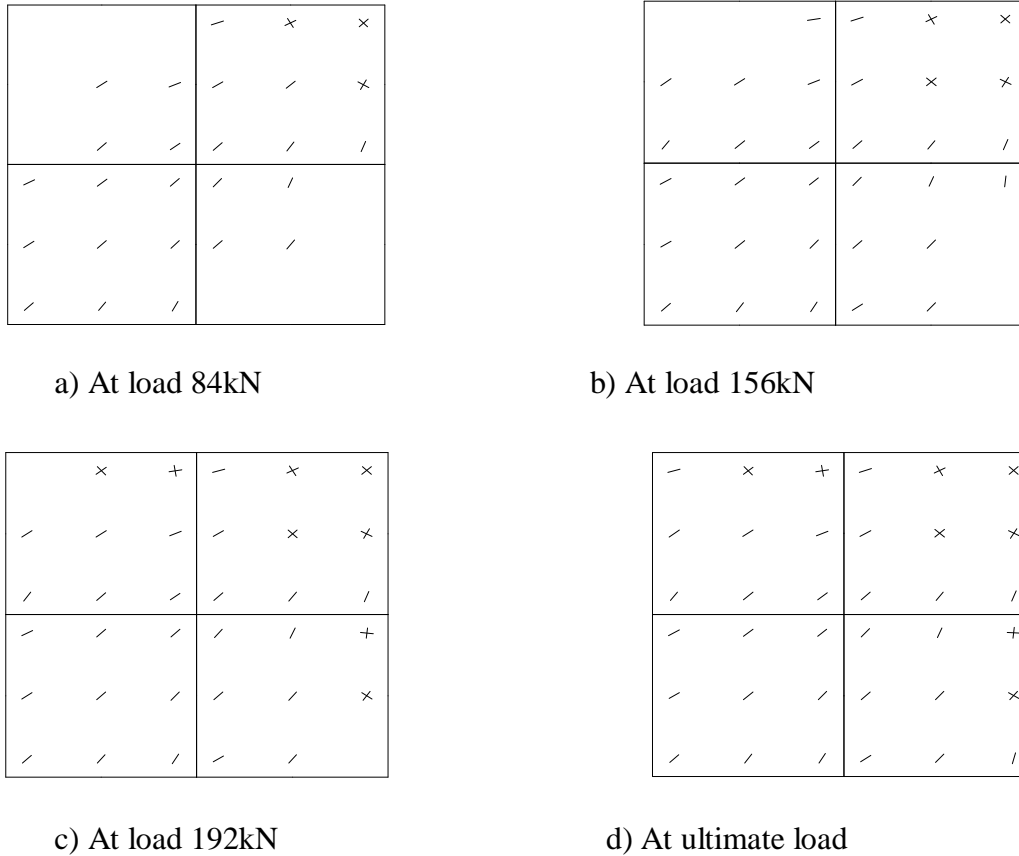 a) At load 84kN
b) At load 156kN
c) At load 192kN
d) At ultimate load